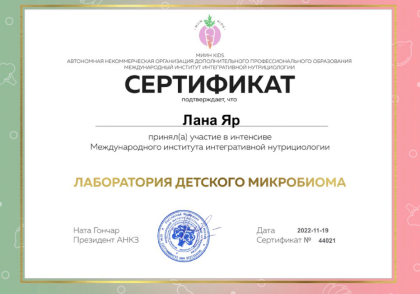 МИИН KIDS
АВТОНОМНАЯ НЕКОММЕРЧЕСКАЯ ОРГАНИЗАЦИЯ ДОПОЛНИТЕЛЬНОГО ПРОФЕССИОНАЛЬНОГО ОБРАЗОВАНИЯ
МЕЖДУНАРОДНЫЙ ИНСТИТУТ ИНТЕГРАТИВНОЙ НУТРИЦИОЛОГИИ
СЕРТИФИКАТ
подтверждает, что
Лана Яр
принял(а) участие в интенсиве
Международного института интегративной нутрициологии
ЛАБОРАТОРИЯ ДЕТСКОГО МИКРОБИОМА
Ната Гончар
Президент АНКЗ
Дата 2022-11-19
Сертификат № 44021